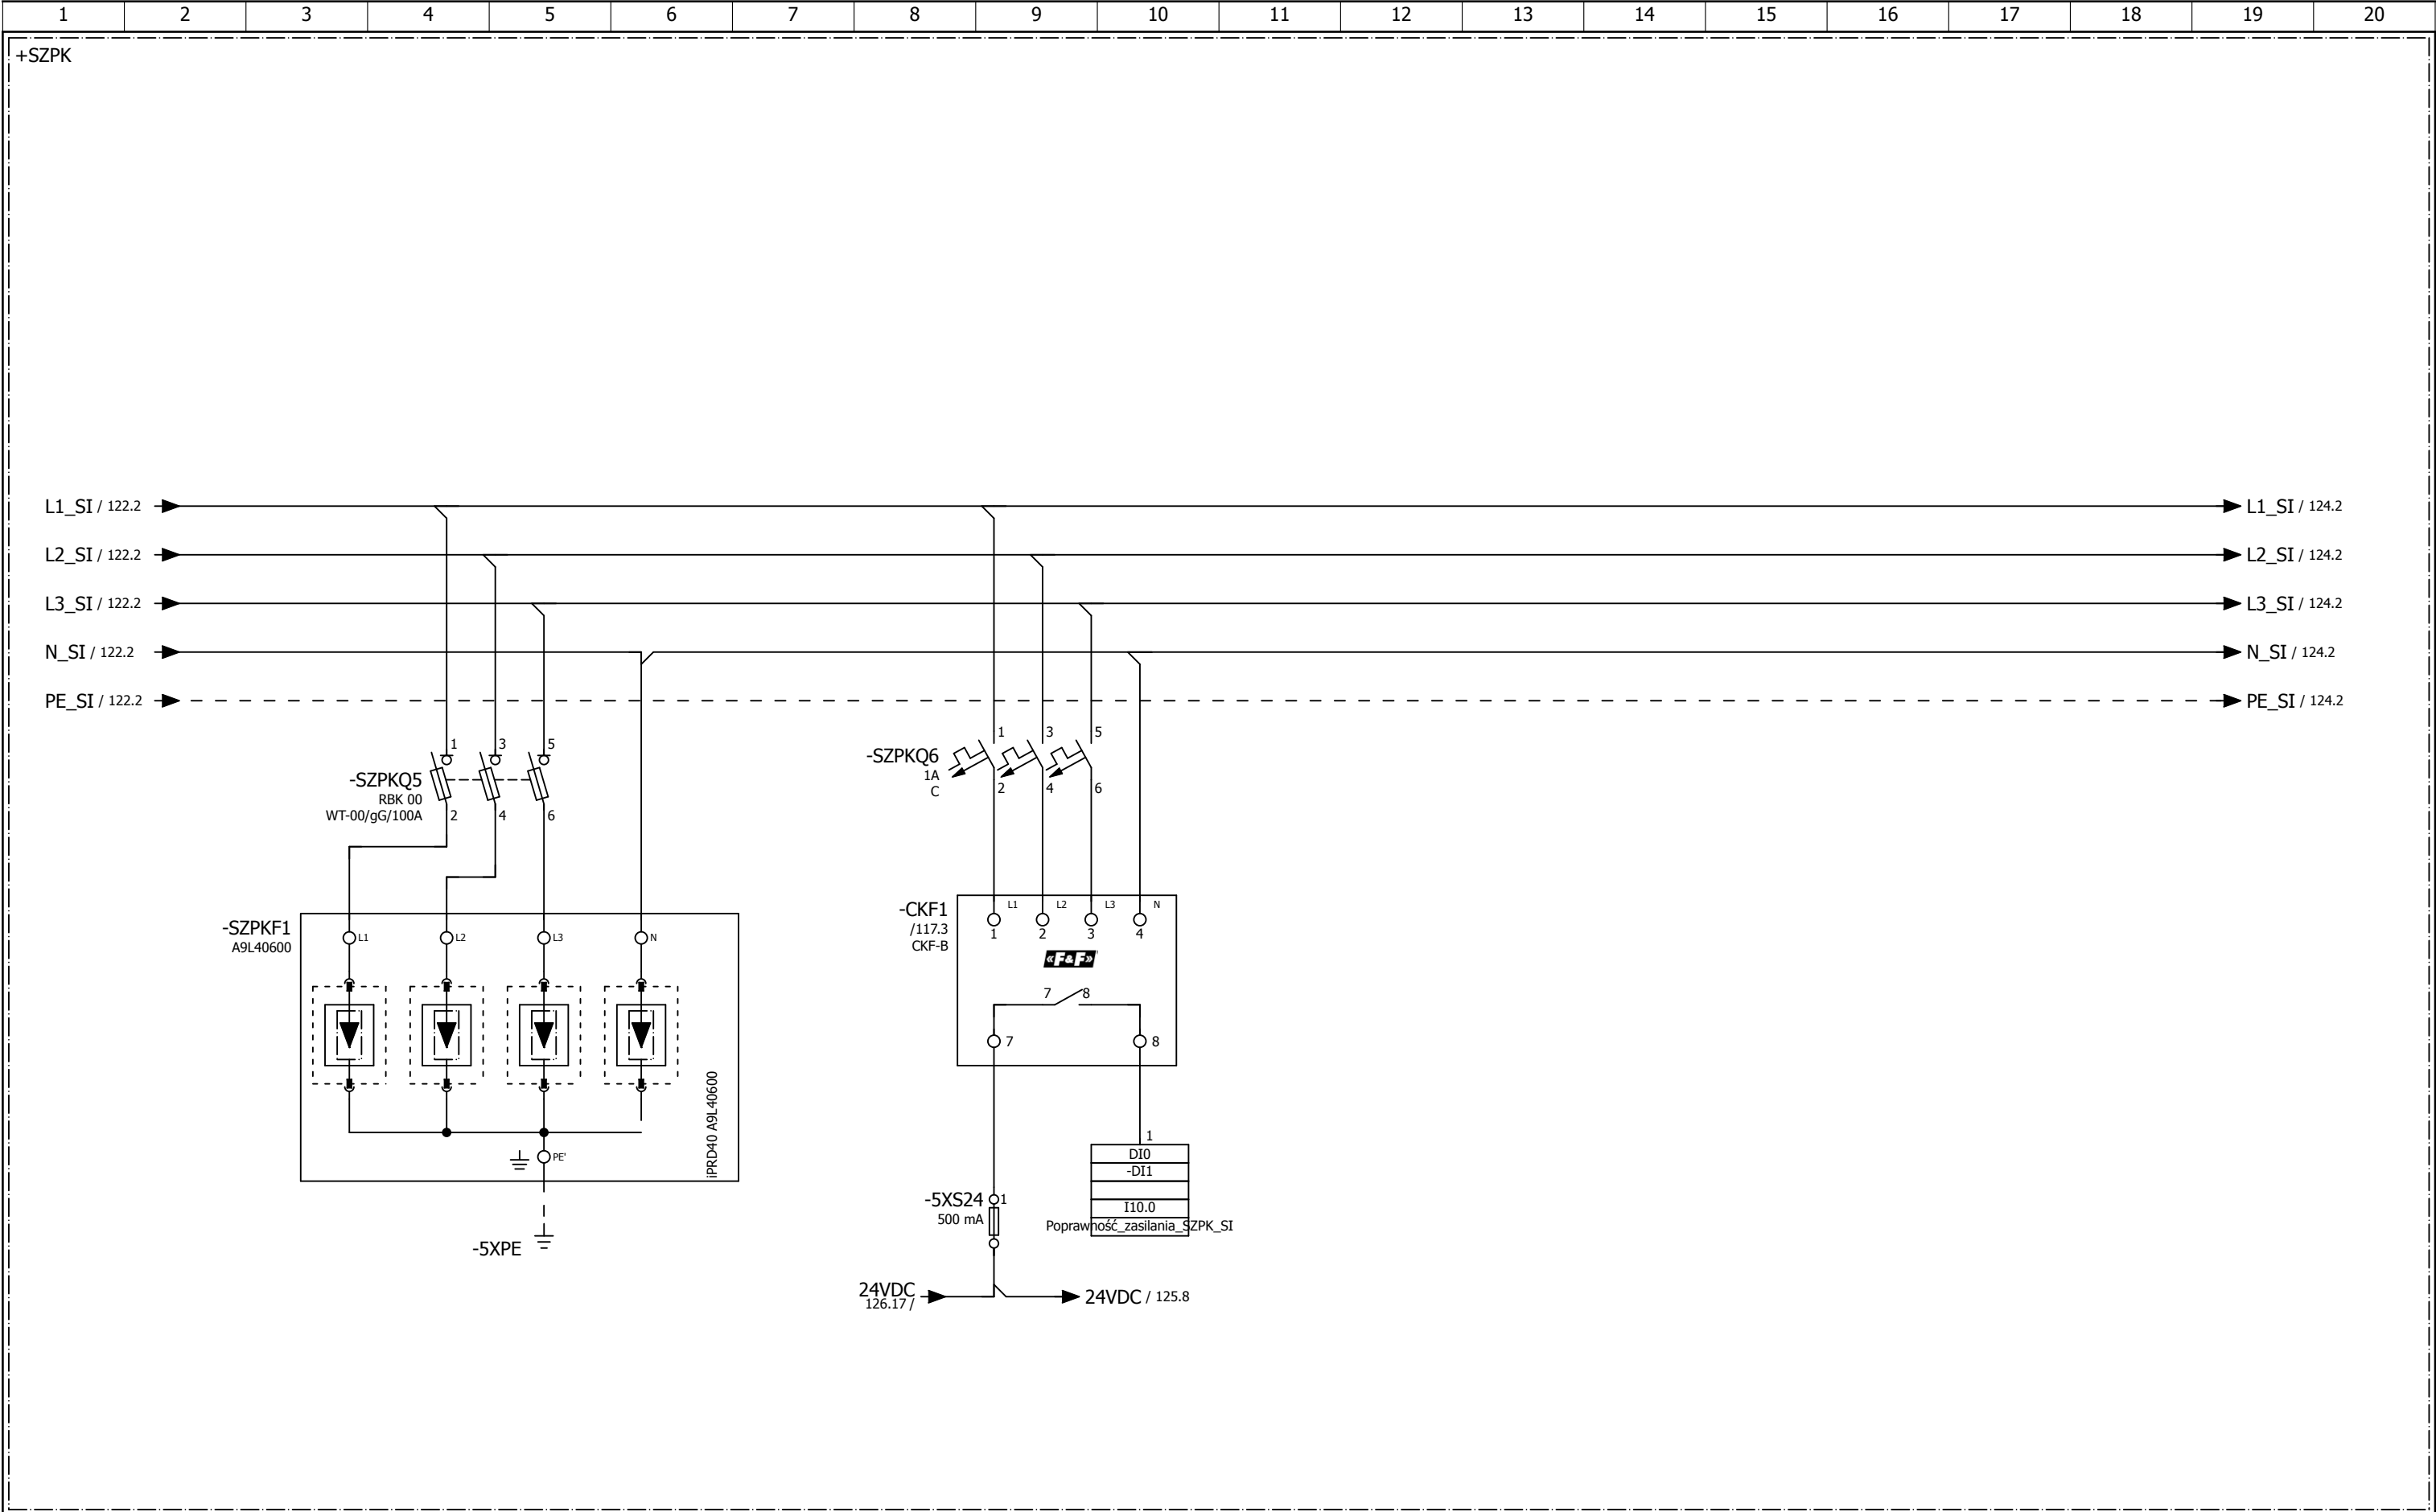 1 2 3 4 5 6 7 8 9 10 11 12 13 14 15 16 17 18 19 20
+SZPK
L1_SI / 122.2
L1_SI / 124.2
L2_SI / 122.2
L2_SI / 124.2
L3_SI / 122.2
L3_SI / 124.2
N_SI / 122.2
N_SI / 124.2
PE_SI / 122.2
PE_SI / 124.2
1 3 5
-SZPKQ5
RBK 00
WT-00/gG/100A
2 4 6
-SZPKF1
A9L40600
L1 L2 L3 N
iPRD40 A9L40600
PE'
-5XPE
1 3 5
-SZPKQ6
1A
C
2 4 6
-CKF1
/117.3
CKF-B
L1 L2 L3 N
1 2 3 4
«F&F»
7 8
7 8
1
DI0
-DI1
I10.0
Poprawność_zasilania_SZPK_SI
-5XS24 1
500 mA
24VDC
126.17 /
24VDC / 125.8